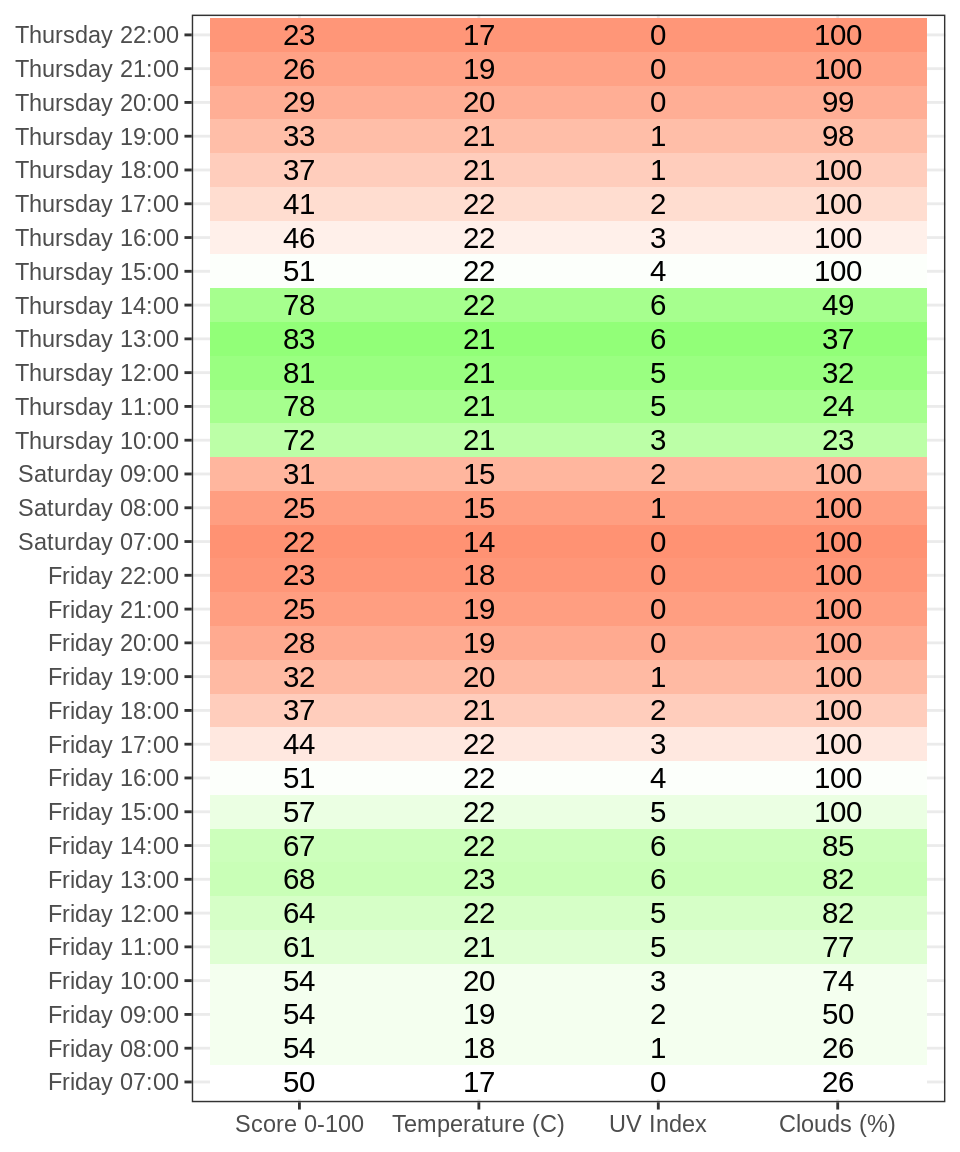 Thursday 22:00 23 17 0 100
Thursday 21:00 26 19 0 100
Thursday 20:00 29 20 0 99
Thursday 19:00 33 21 1 98
Thursday 18:00 37 21 1 100
Thursday 17:00 41 22 2 100
Thursday 16:00 46 22 3 100
Thursday 15:00 51 22 4 100
Thursday 14:00 78 22 6 49
Thursday 13:00 83 21 6 37
Thursday 12:00 81 21 5 32
Thursday 11:00 78 21 5 24
Thursday 10:00 72 21 3 23
Saturday 09:00 31 15 2 100
Saturday 08:00 25 15 1 100
Saturday 07:00 22 14 0 100
Friday 22:00 23 18 0 100
Friday 21:00 25 19 0 100
Friday 20:00 28 19 0 100
Friday 19:00 32 20 1 100
Friday 18:00 37 21 2 100
Friday 17:00 44 22 3 100
Friday 16:00 51 22 4 100
Friday 15:00 57 22 5 100
Friday 14:00 67 22 6 85
Friday 13:00 68 23 6 82
Friday 12:00 64 22 5 82
Friday 11:00 61 21 5 77
Friday 10:00 54 20 3 74
Friday 09:00 54 19 2 50
Friday 08:00 54 18 1 26
Friday 07:00 50 17 0 26
Score 0-100 Temperature (C) UV Index Clouds (%)